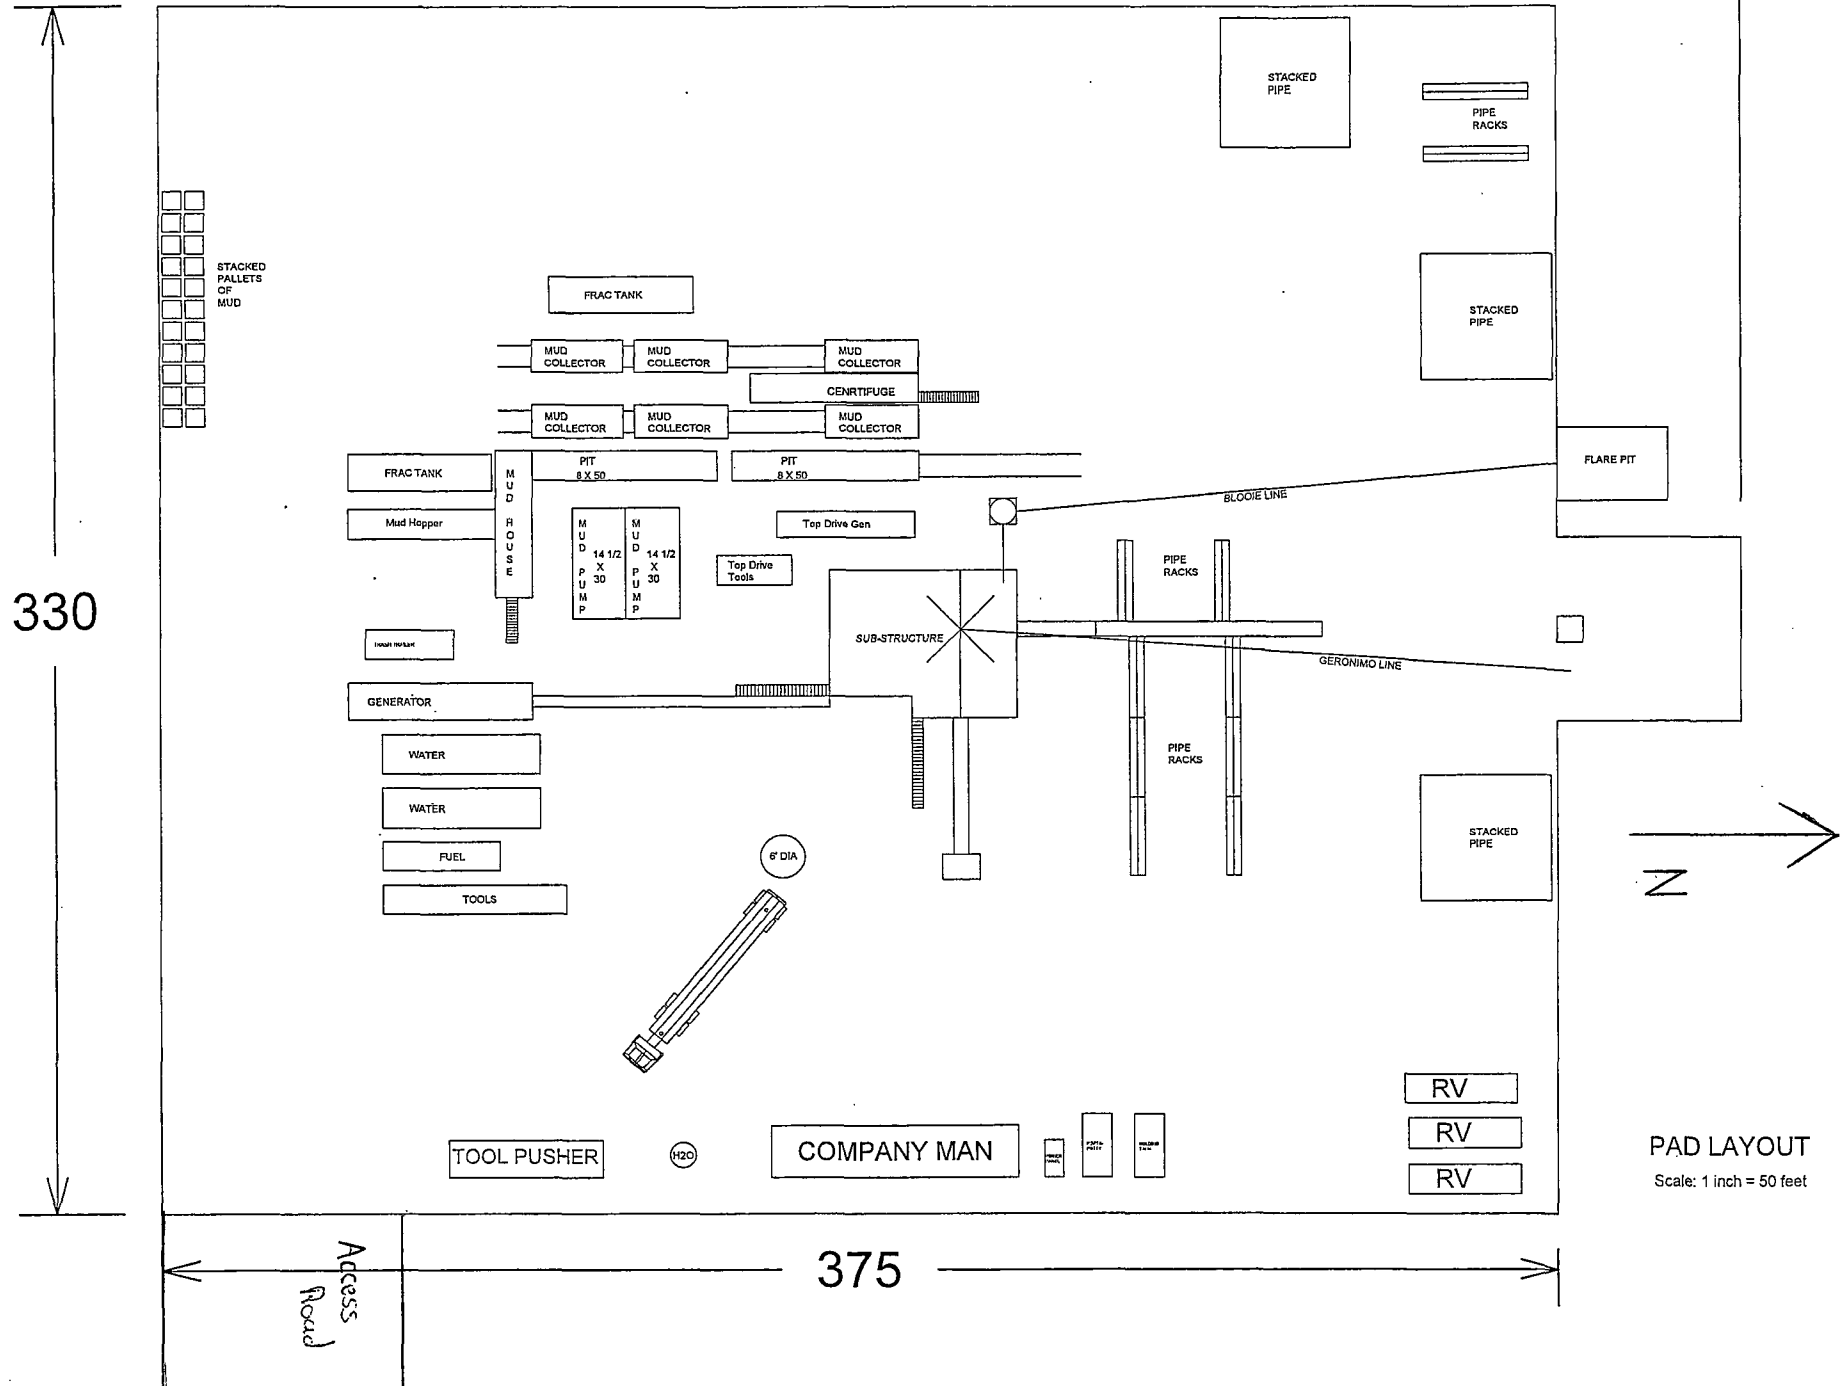 STACKED
PIPE
PIPE
RACKS
STACKED
PALLETS
OF
MUD
FRAC TANK
STACKED
PIPE
MUD
COLLECTOR
MUD
COLLECTOR
MUD
COLLECTOR
CENRTIFUGE
MUD
COLLECTOR
MUD
COLLECTOR
MUD
COLLECTOR
FRAC TANK
MUD HOUSE
PIT
8 X 50
PIT
8 X 50
FLARE PIT
BLOOIE LINE
Mud Hopper
MUD PUMP
14 1/2
X
30
MUD PUMP
14 1/2
X
30
Top Drive Gen
Top Drive
Tools
PIPE
RACKS
330
SUB-STRUCTURE
GERONIMO LINE
GENERATOR
WATER
PIPE
RACKS
WATER
STACKED
PIPE
FUEL
6' DIA
TOOLS
N
RV
RV
RV
TOOL PUSHER
H2O
COMPANY MAN
PAD LAYOUT
Scale: 1 inch = 50 feet
375
Access
Road